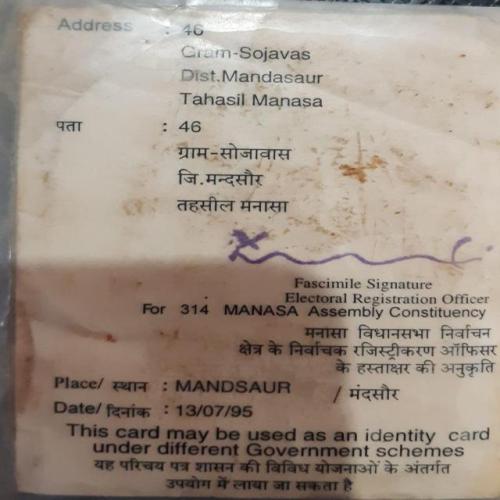 Address : 46
Gram-Sojavas
Dist.Mandasaur
Tahasil Manasa
पता : 46
ग्राम-सोजावास
जि.मन्दसौर
तहसील मनासा
Fascimile Signature
Electoral Registration Officer
For 314 MANASA Assembly Constituency
मनासा विधानसभा निर्वाचन
क्षेत्र के निर्वाचक रजिस्ट्रीकरण ऑफिसर
के हस्ताक्षर की अनुकृति
Place/ स्थान : MANDSAUR / मंदसौर
Date/ दिनांक : 13/07/95
This card may be used as an identity card
under different Government schemes
यह परिचय पत्र शासन की विविध योजनाओं के अंतर्गत
उपयोग में लाया जा सकता है